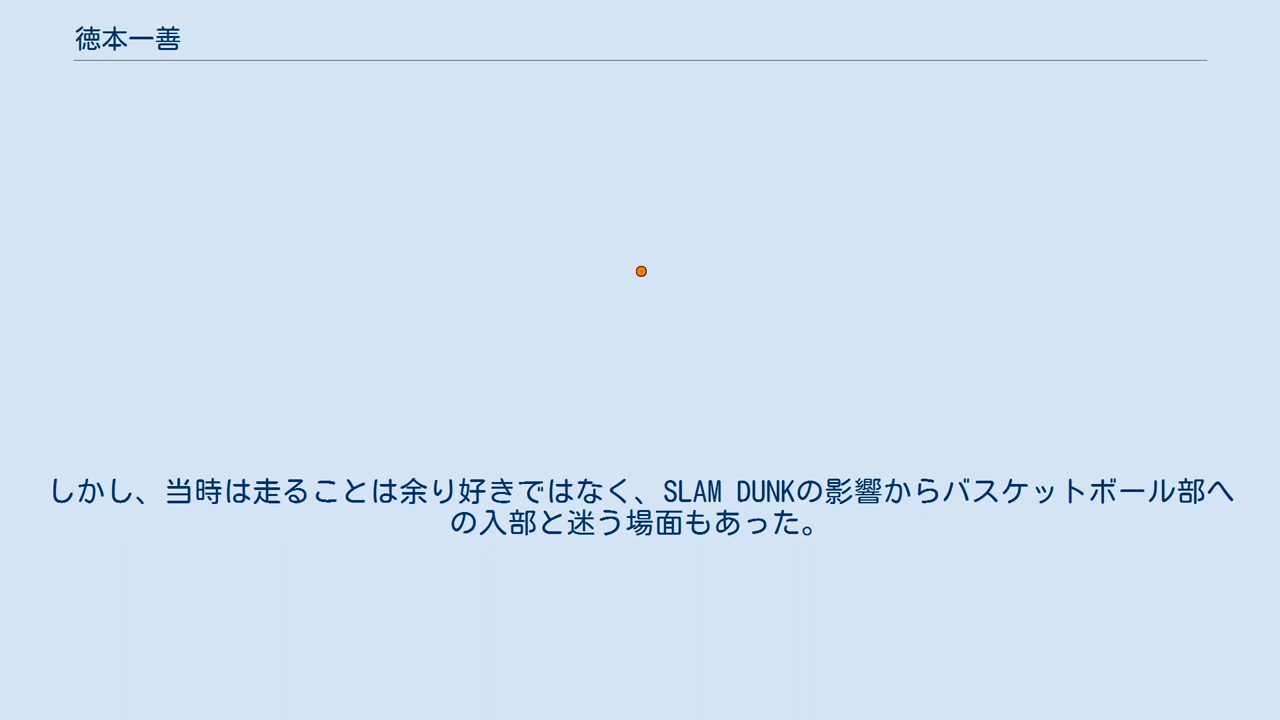 徳本一善
しかし、当時は走ることは余り好きではなく、SLAM DUNKの影響からバスケットボール部へ
の入部と迷う場面もあった。